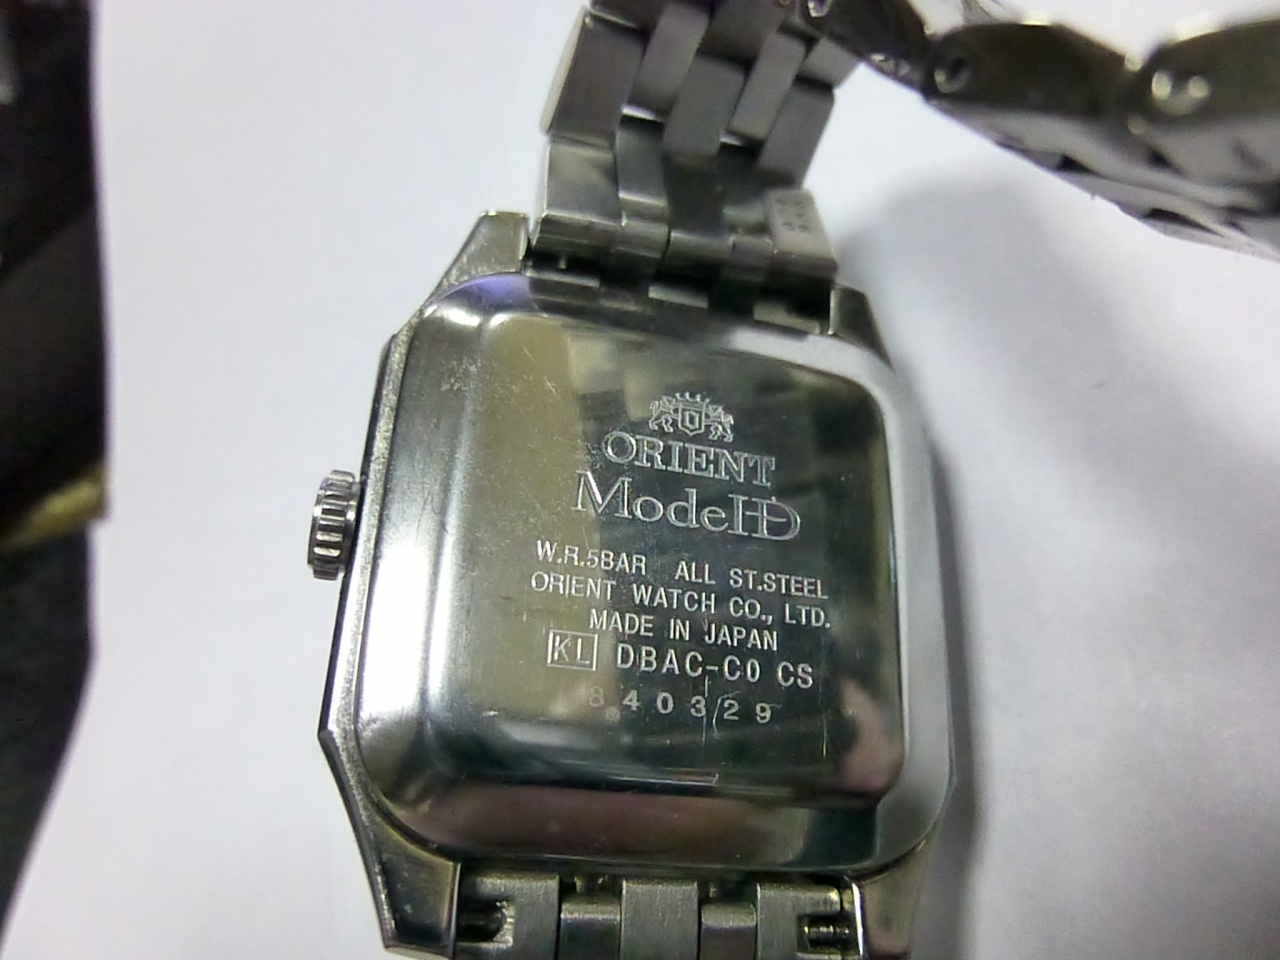 ORIENT
ModeHD
W.R.5BAR ALL ST.STEEL
ORIENT WATCH CO., LTD.
MADE IN JAPAN
KL DBAC-C0 CS
840329